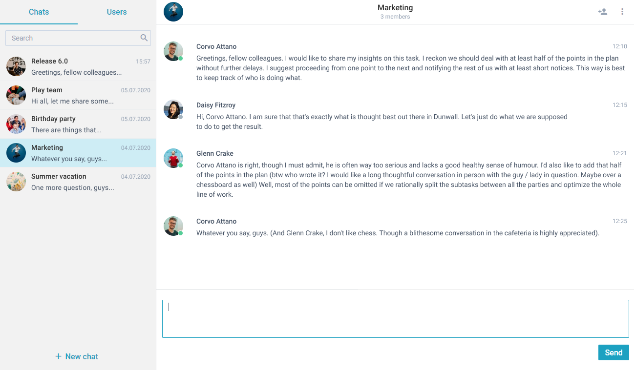 Chats Users
Search
Release 6.0 15:07
Greetings, fellow colleagues...
Play team 05.07.2020
Hi all, let me share some...
Birthday party 05.07.2020
There are things that...
Marketing 04.07.2020
Whatever you say, guys...
Summer vacation 04.07.2020
One more question, guys...
+ New chat
Marketing
3 members
Corvo Attano 12:10
Greetings, fellow colleagues, I would like to share my insights on this task. I reckon we should deal with at least half of the points in the plan
without further delays. I suggest proceeding from one point to the next and notifying the rest of us with at least short notices. This way is best
to keep track of who is doing what.
Daisy Fitzroy 12:15
Hi, Corvo Attano. I am sure that that's exactly what is thought best out there in Dunwall. Let's just do what we are supposed
to do to get the result.
Glenn Crake 12:21
Corvo Attano is right, though I must admit, he is often way too serious and lacks a good healthy sense of humour. I'd also like to add that half
of the points in the plan (btw who wrote it? I would like a long thoughtful conversation in person with the guy / lady in question. Maybe over a
chessboard as well) Well, most of the points can be omitted if we rationally split the subtasks between all the parties and optimize the whole
line of work.
Corvo Attano 12:25
Whatever you say, guys. (And Glenn Crake, I don't like chess. Though a blithesome conversation in the cafeteria is highly appreciated).
Send